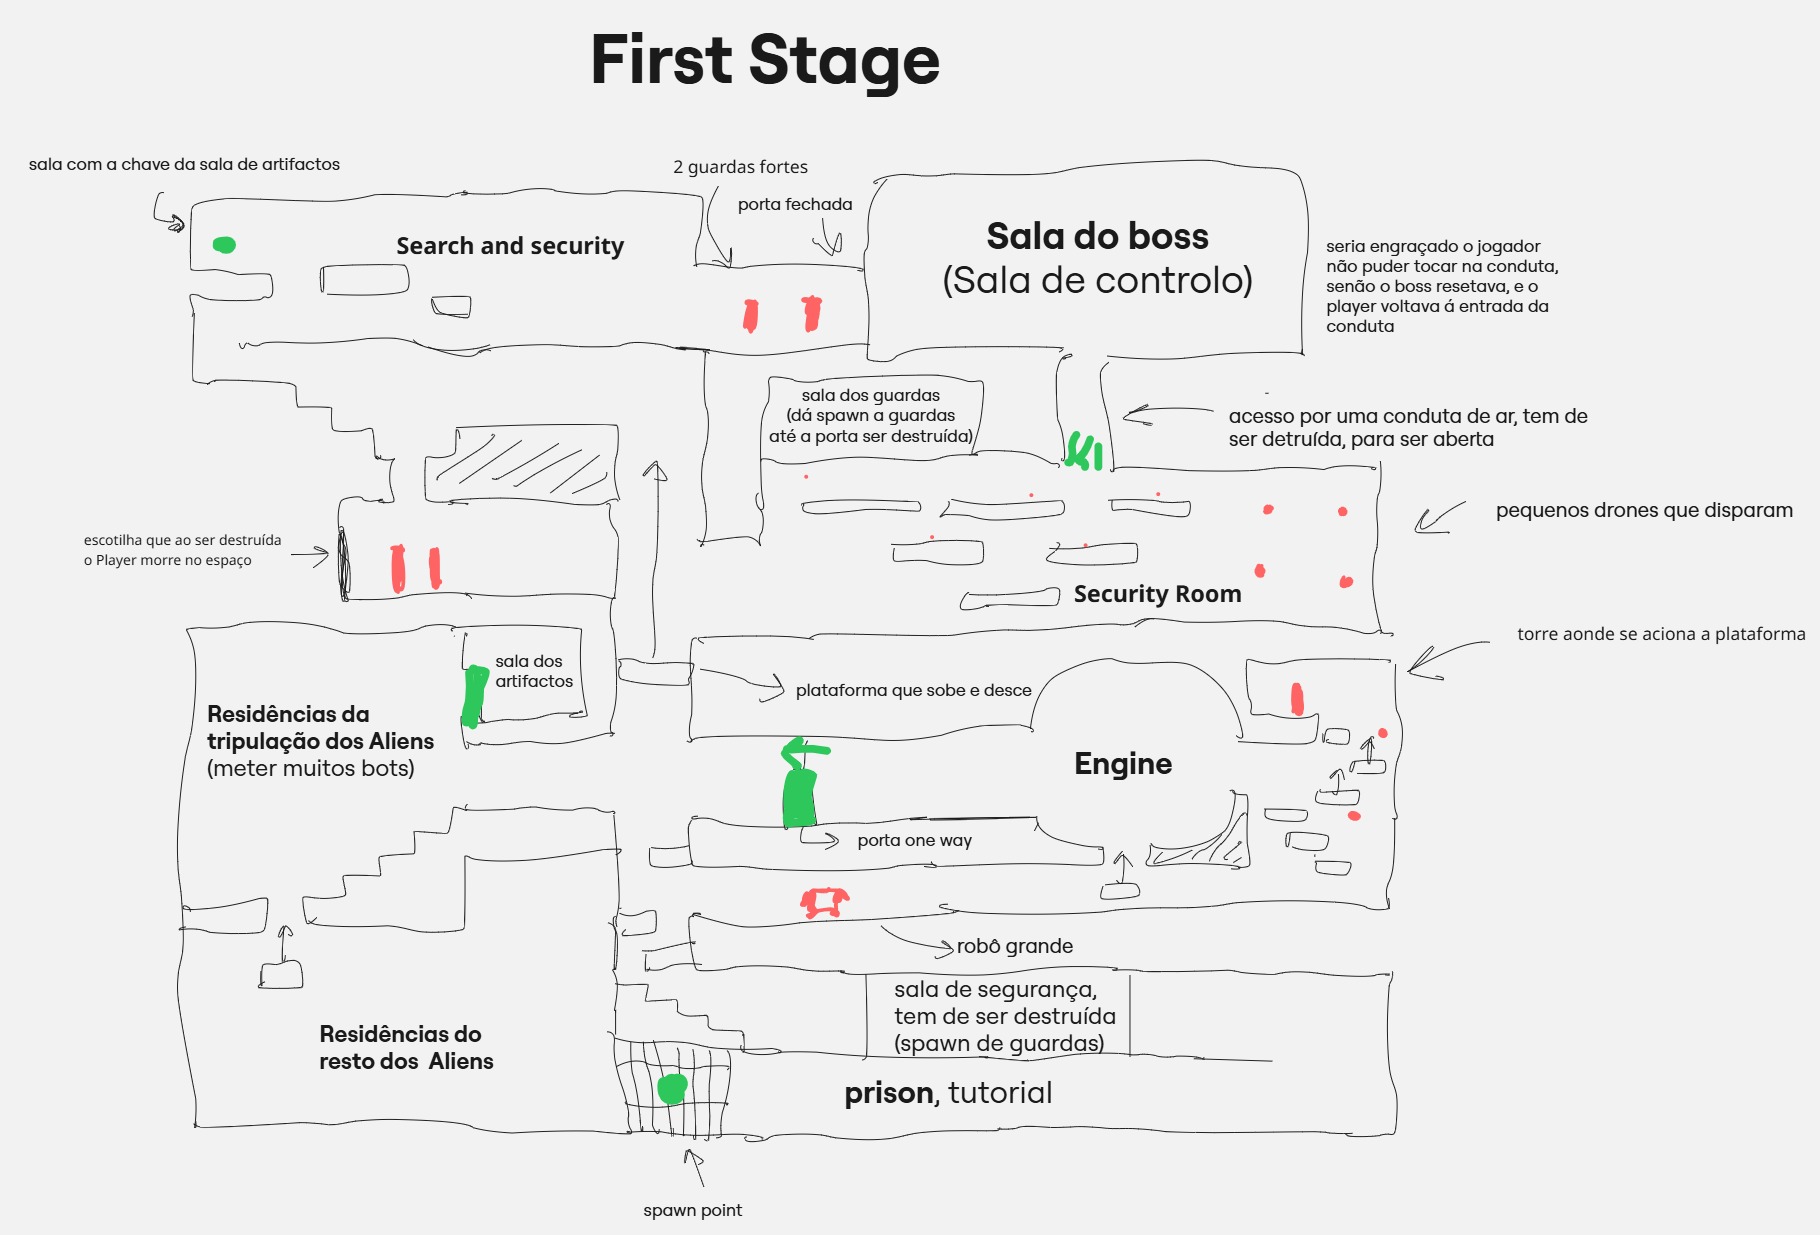 First Stage
sala com a chave da sala de artifactos
2 guardas fortes
porta fechada
Search and security
Sala do boss
(Sala de controlo)
seria engraçado o jogador
não puder tocar na conduta,
senão o boss resetava, e o
player voltava á entrada da
conduta
sala dos guardas
(dá spawn a guardas
até a porta ser destruída)
acesso por uma conduta de ar, tem de
ser detruída, para ser aberta
pequenos drones que disparam
escotilha que ao ser destruída
o Player morre no espaço
Security Room
torre aonde se aciona a plataforma
sala dos
artifactos
plataforma que sobe e desce
Residências da
tripulação dos Aliens
(meter muitos bots)
Engine
porta one way
robô grande
sala de segurança,
tem de ser destruída
(spawn de guardas)
Residências do
resto dos Aliens
prison, tutorial
spawn point